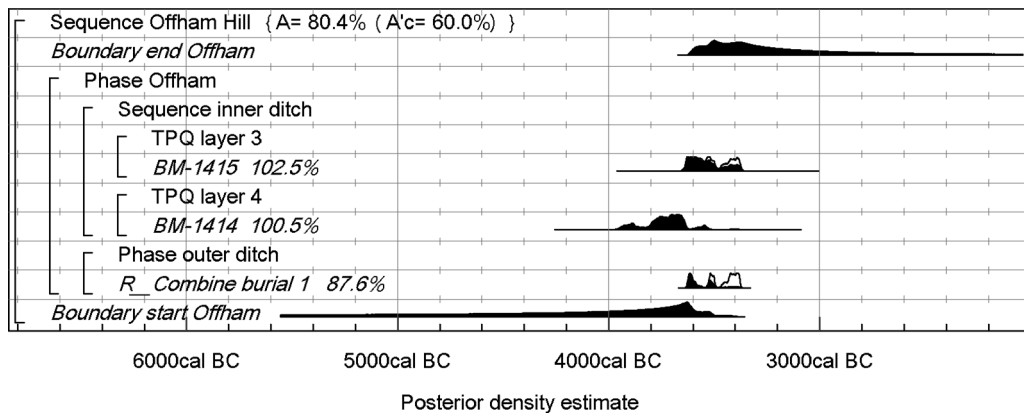 Sequence Offham Hill { A= 80.4% ( A'c= 60.0% ) }
Boundary end Offham
Phase Offham
Sequence inner ditch
TPQ layer 3
BM-1415 102.5%
TPQ layer 4
BM-1414 100.5%
Phase outer ditch
R__Combine burial 1 87.6%
Boundary start Offham
6000cal BC 5000cal BC 4000cal BC 3000cal BC
Posterior density estimate